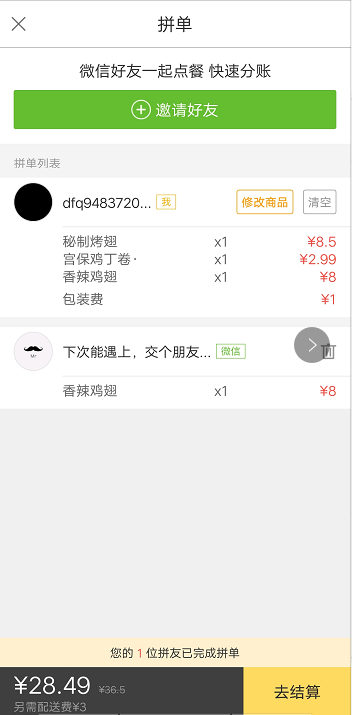 拼单
微信好友一起点餐 快速分账
邀请好友
拼单列表
dfq9483720... 我 修改商品 清空
秘制烤翅 x1 ¥8.5
宫保鸡丁卷· x1 ¥2.99
香辣鸡翅 x1 ¥8
包装费 ¥1
下次能遇上，交个朋友... 微信
香辣鸡翅 x1 ¥8
您的 1 位拼友已完成拼单
¥28.49 ¥36.5 去结算
另需配送费¥3